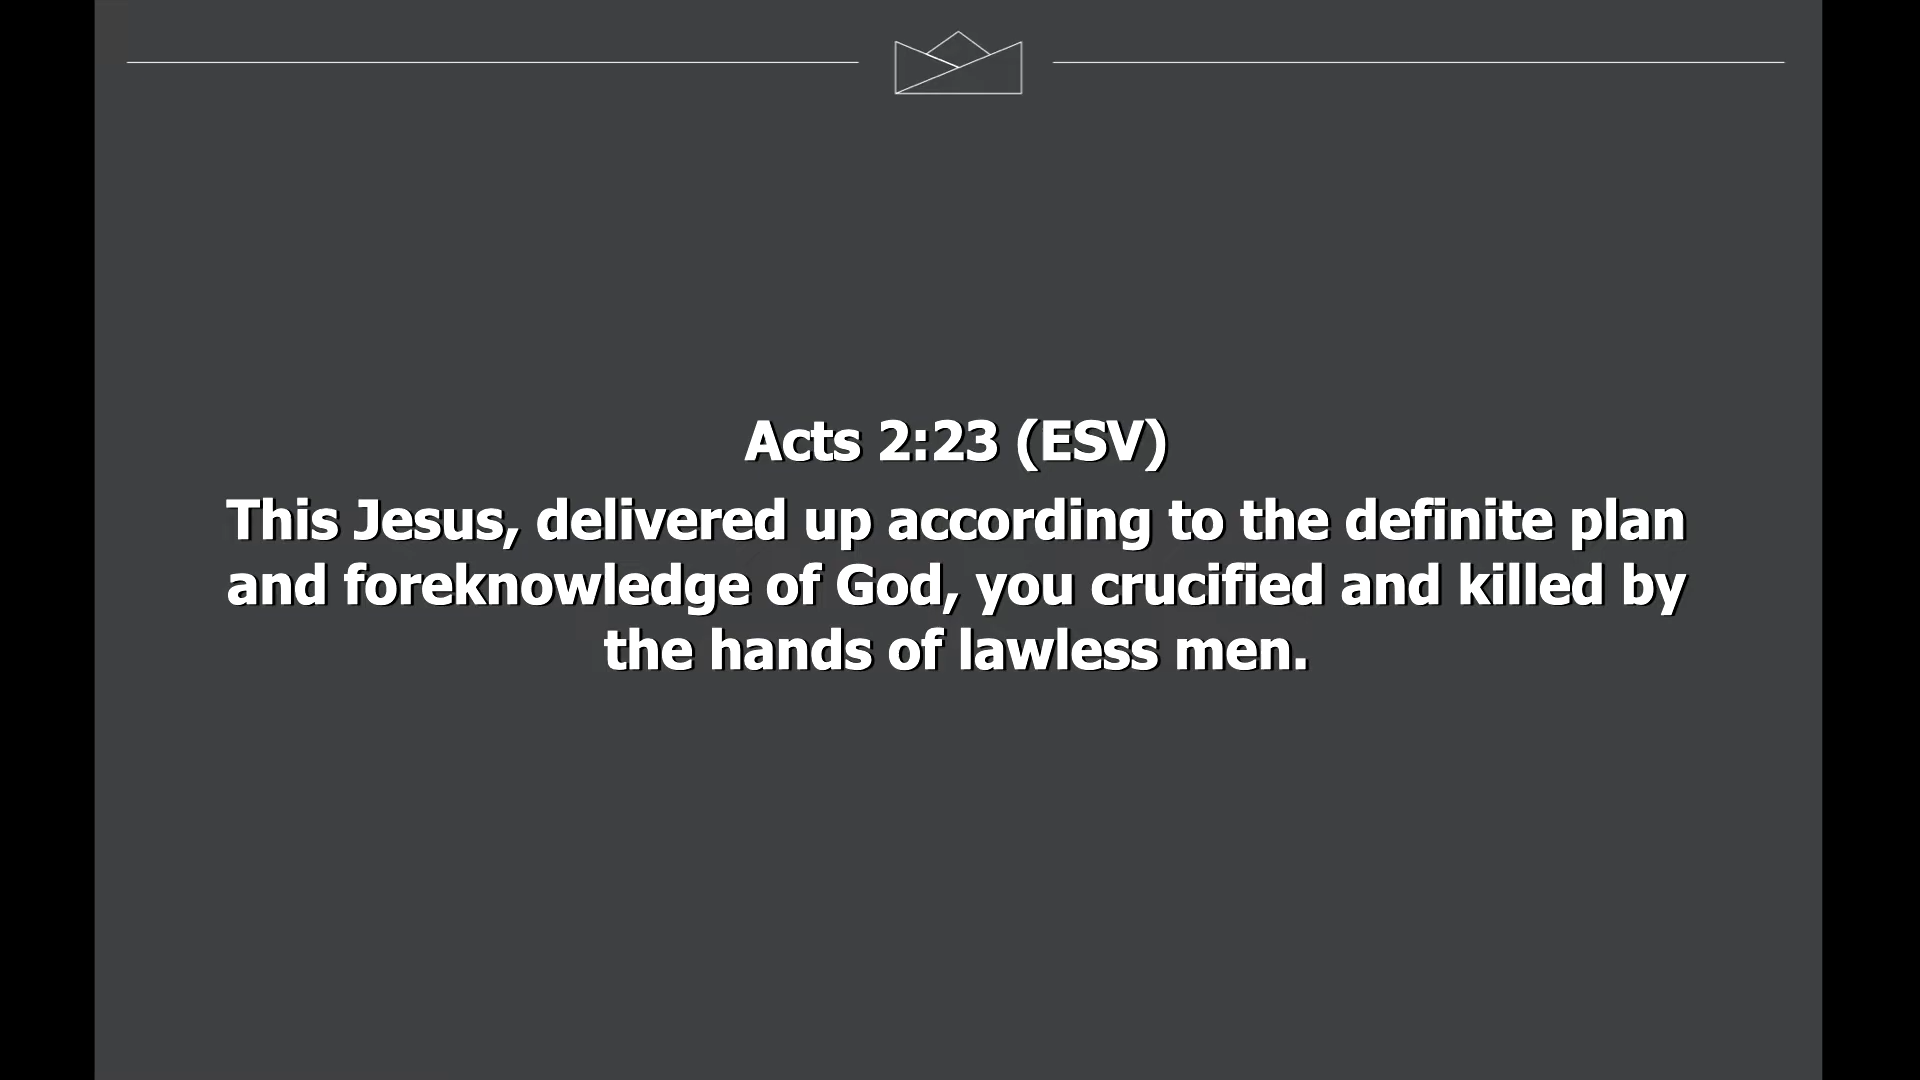 Acts 2:23 (ESV)
This Jesus, delivered up according to the definite plan
and foreknowledge of God, you crucified and killed by
the hands of lawless men.